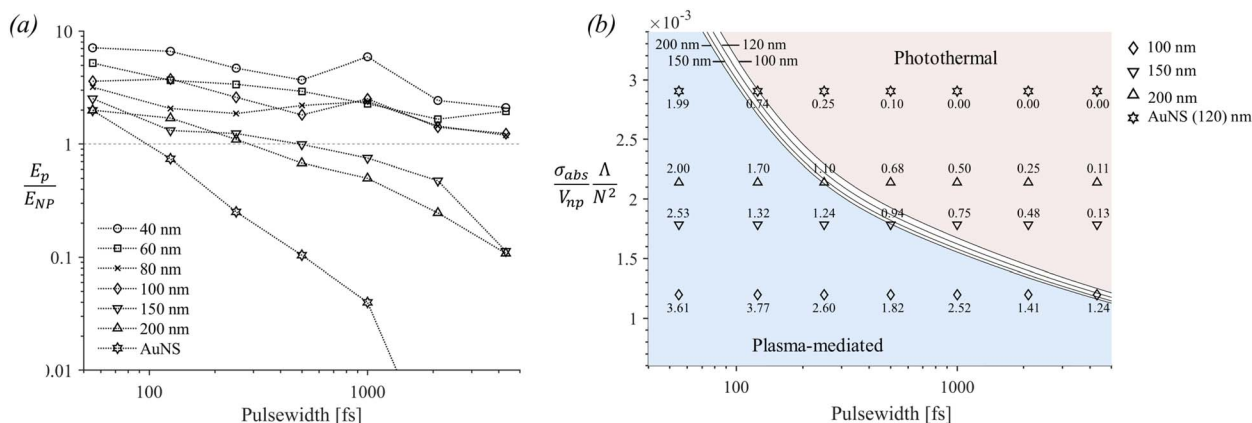 (a)
10
1
0.1
).01
E_p
E_NP
40 nm
60 nm
80 nm
100 nm
150 nm
200 nm
AuNS
100
1000
Pulsewidth [fs]
(b)
×10⁻³
3
2.5
2
1.5
1
σ_abs Λ
V_np N²
200 nm
120 nm
150 nm
100 nm
Photothermal
1.99 0.74 0.25 0.10 0.00 0.00 0.00
2.00 1.70 1.10 0.68 0.50 0.25 0.11
2.53 1.32 1.24 0.94 0.75 0.48 0.13
3.61 3.77 2.60 1.82 2.52 1.41 1.24
Plasma-mediated
100
1000
Pulsewidth [fs]
100 nm
150 nm
200 nm
AuNS (120) nm